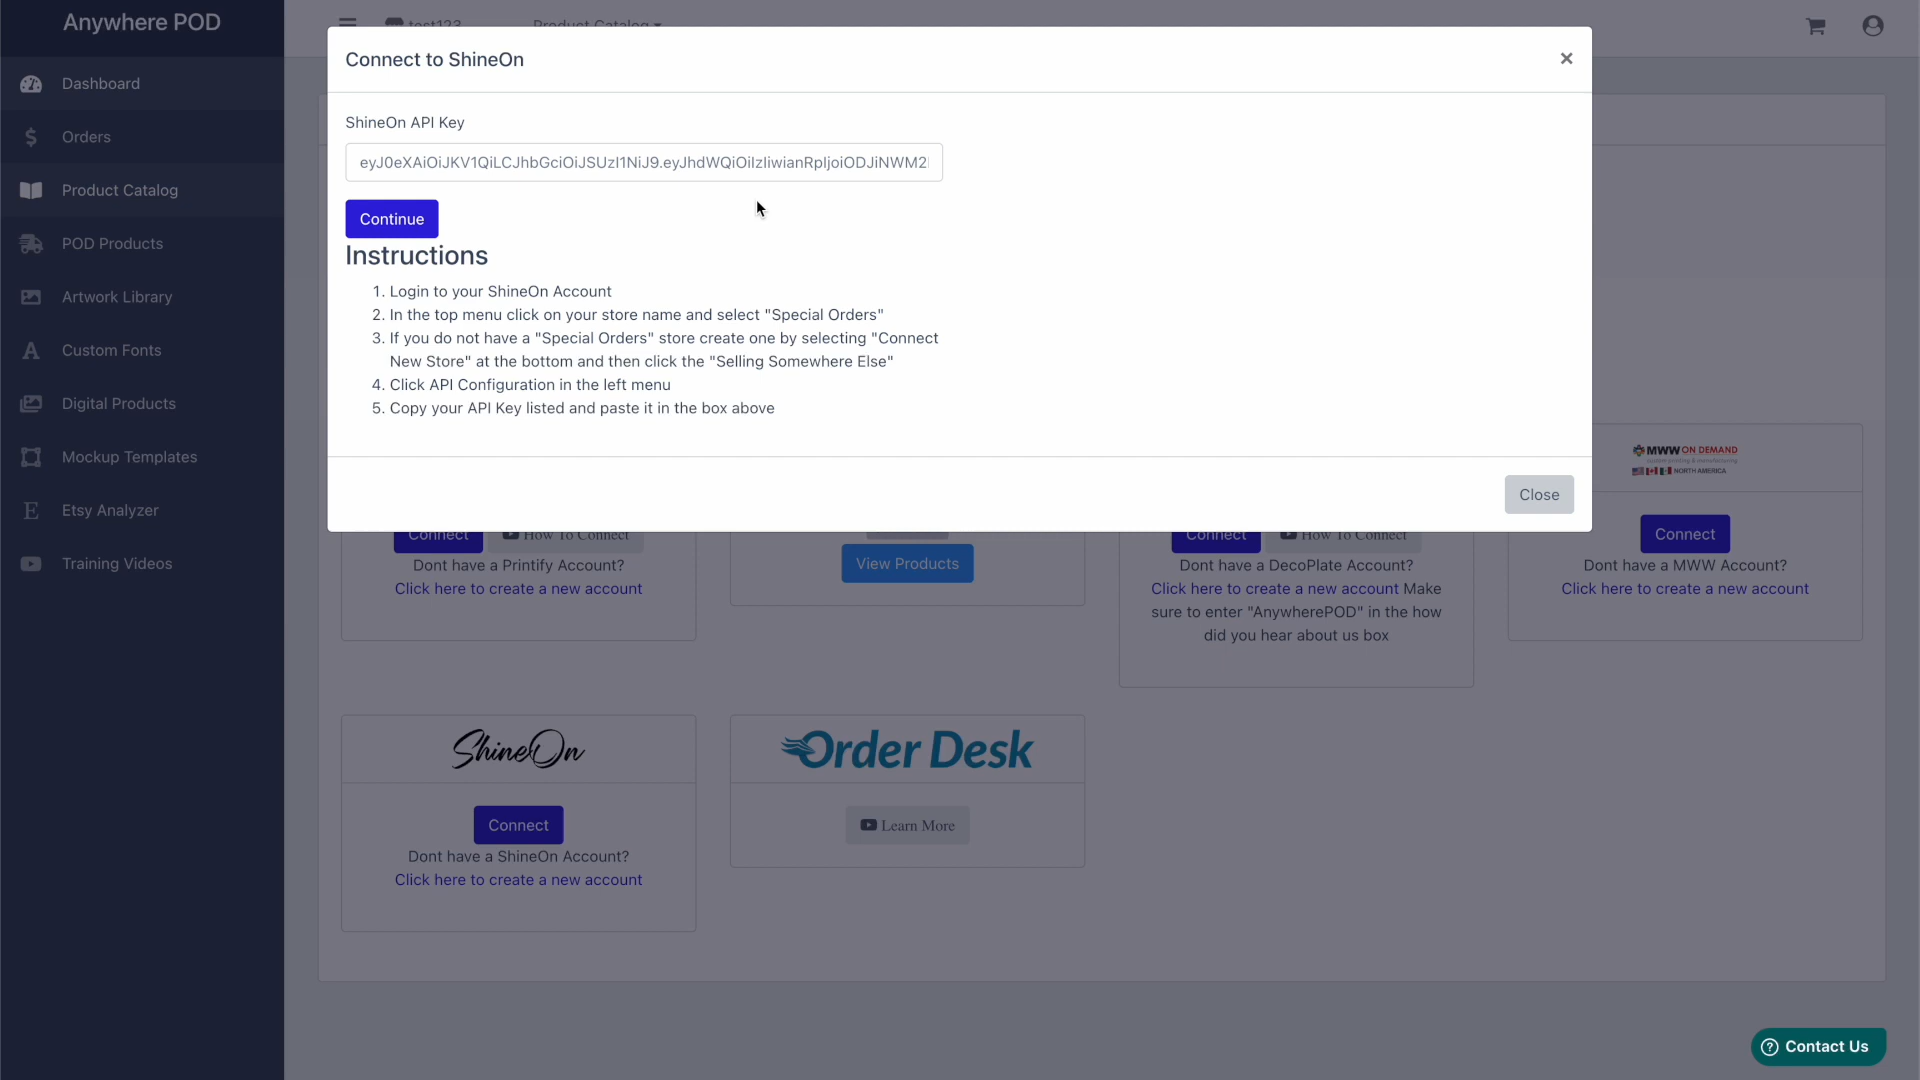 Anywhere POD
test123
Product Catalog
Connect to ShineOn
×
Dashboard
Orders
Product Catalog
POD Products
Artwork Library
Custom Fonts
Digital Products
Mockup Templates
Etsy Analyzer
Training Videos
ShineOn API Key
eyJ0eXAiOiJKV1QiLCJhbGciOiJSUzI1NiJ9.eyJhdWQiOiIzIiwianRpIjoiODJiNWM2
Continue
Instructions
1. Login to your ShineOn Account
2. In the top menu click on your store name and select "Special Orders"
3. If you do not have a "Special Orders" store create one by selecting "Connect
New Store" at the bottom and then click the "Selling Somewhere Else"
4. Click API Configuration in the left menu
5. Copy your API Key listed and paste it in the box above
Close
MWW ON DEMAND
NORTH AMERICA
Connect
How To Connect
Dont have a Printify Account?
Click here to create a new account
View Products
Connect
How To Connect
Dont have a DecoPlate Account?
Click here to create a new account Make
sure to enter "AnywherePOD" in the how
did you hear about us box
Connect
Dont have a MWW Account?
Click here to create a new account
ShineOn
Connect
Dont have a ShineOn Account?
Click here to create a new account
Order Desk
Learn More
Contact Us